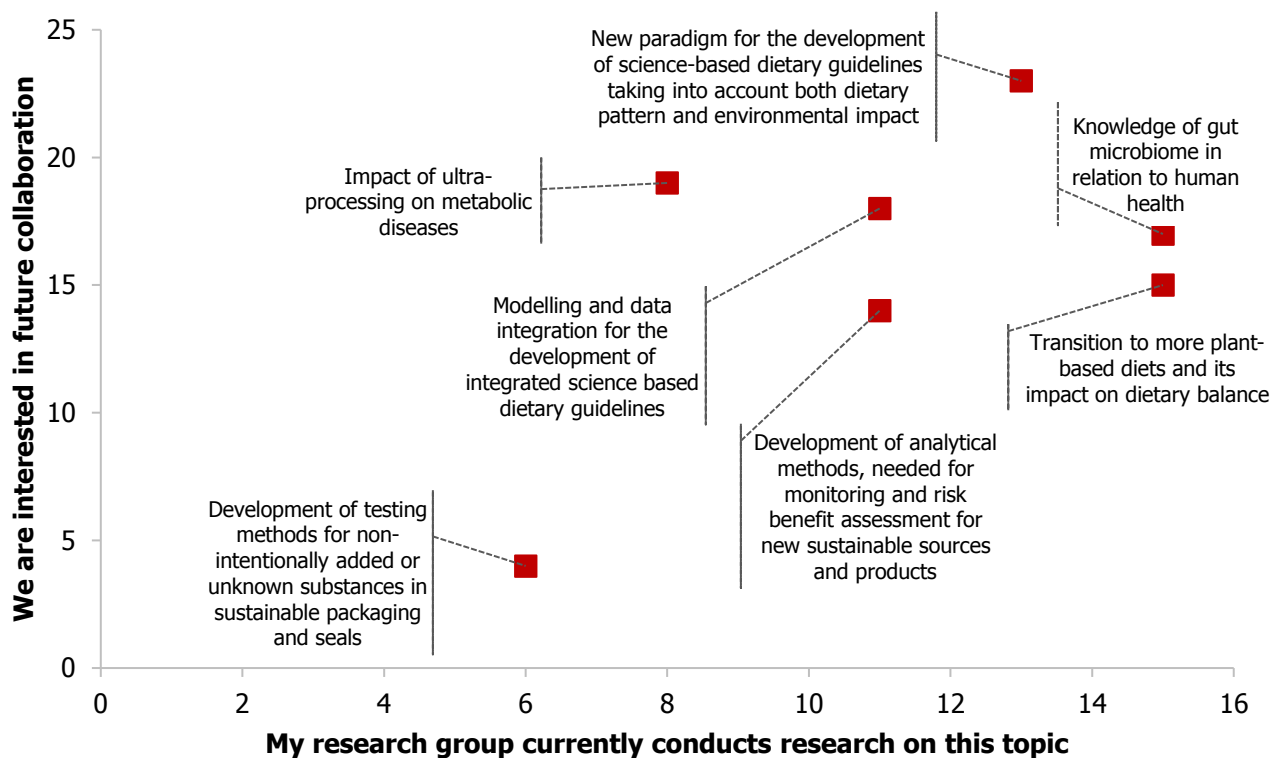 We are interested in future collaboration
25
20
15
10
5
0
New paradigm for the development
of science-based dietary guidelines
taking into account both dietary
pattern and environmental impact
Knowledge of gut
microbiome in
relation to human
health
Impact of ultra-
processing on metabolic
diseases
Modelling and data
integration for the
development of
integrated science based
dietary guidelines
Transition to more plant-
based diets and its
impact on dietary balance
Development of analytical
methods, needed for
monitoring and risk
benefit assessment for
new sustainable sources
and products
Development of testing
methods for non-
intentionally added or
unknown substances in
sustainable packaging
and seals
0 2 4 6 8 10 12 14 16
My research group currently conducts research on this topic